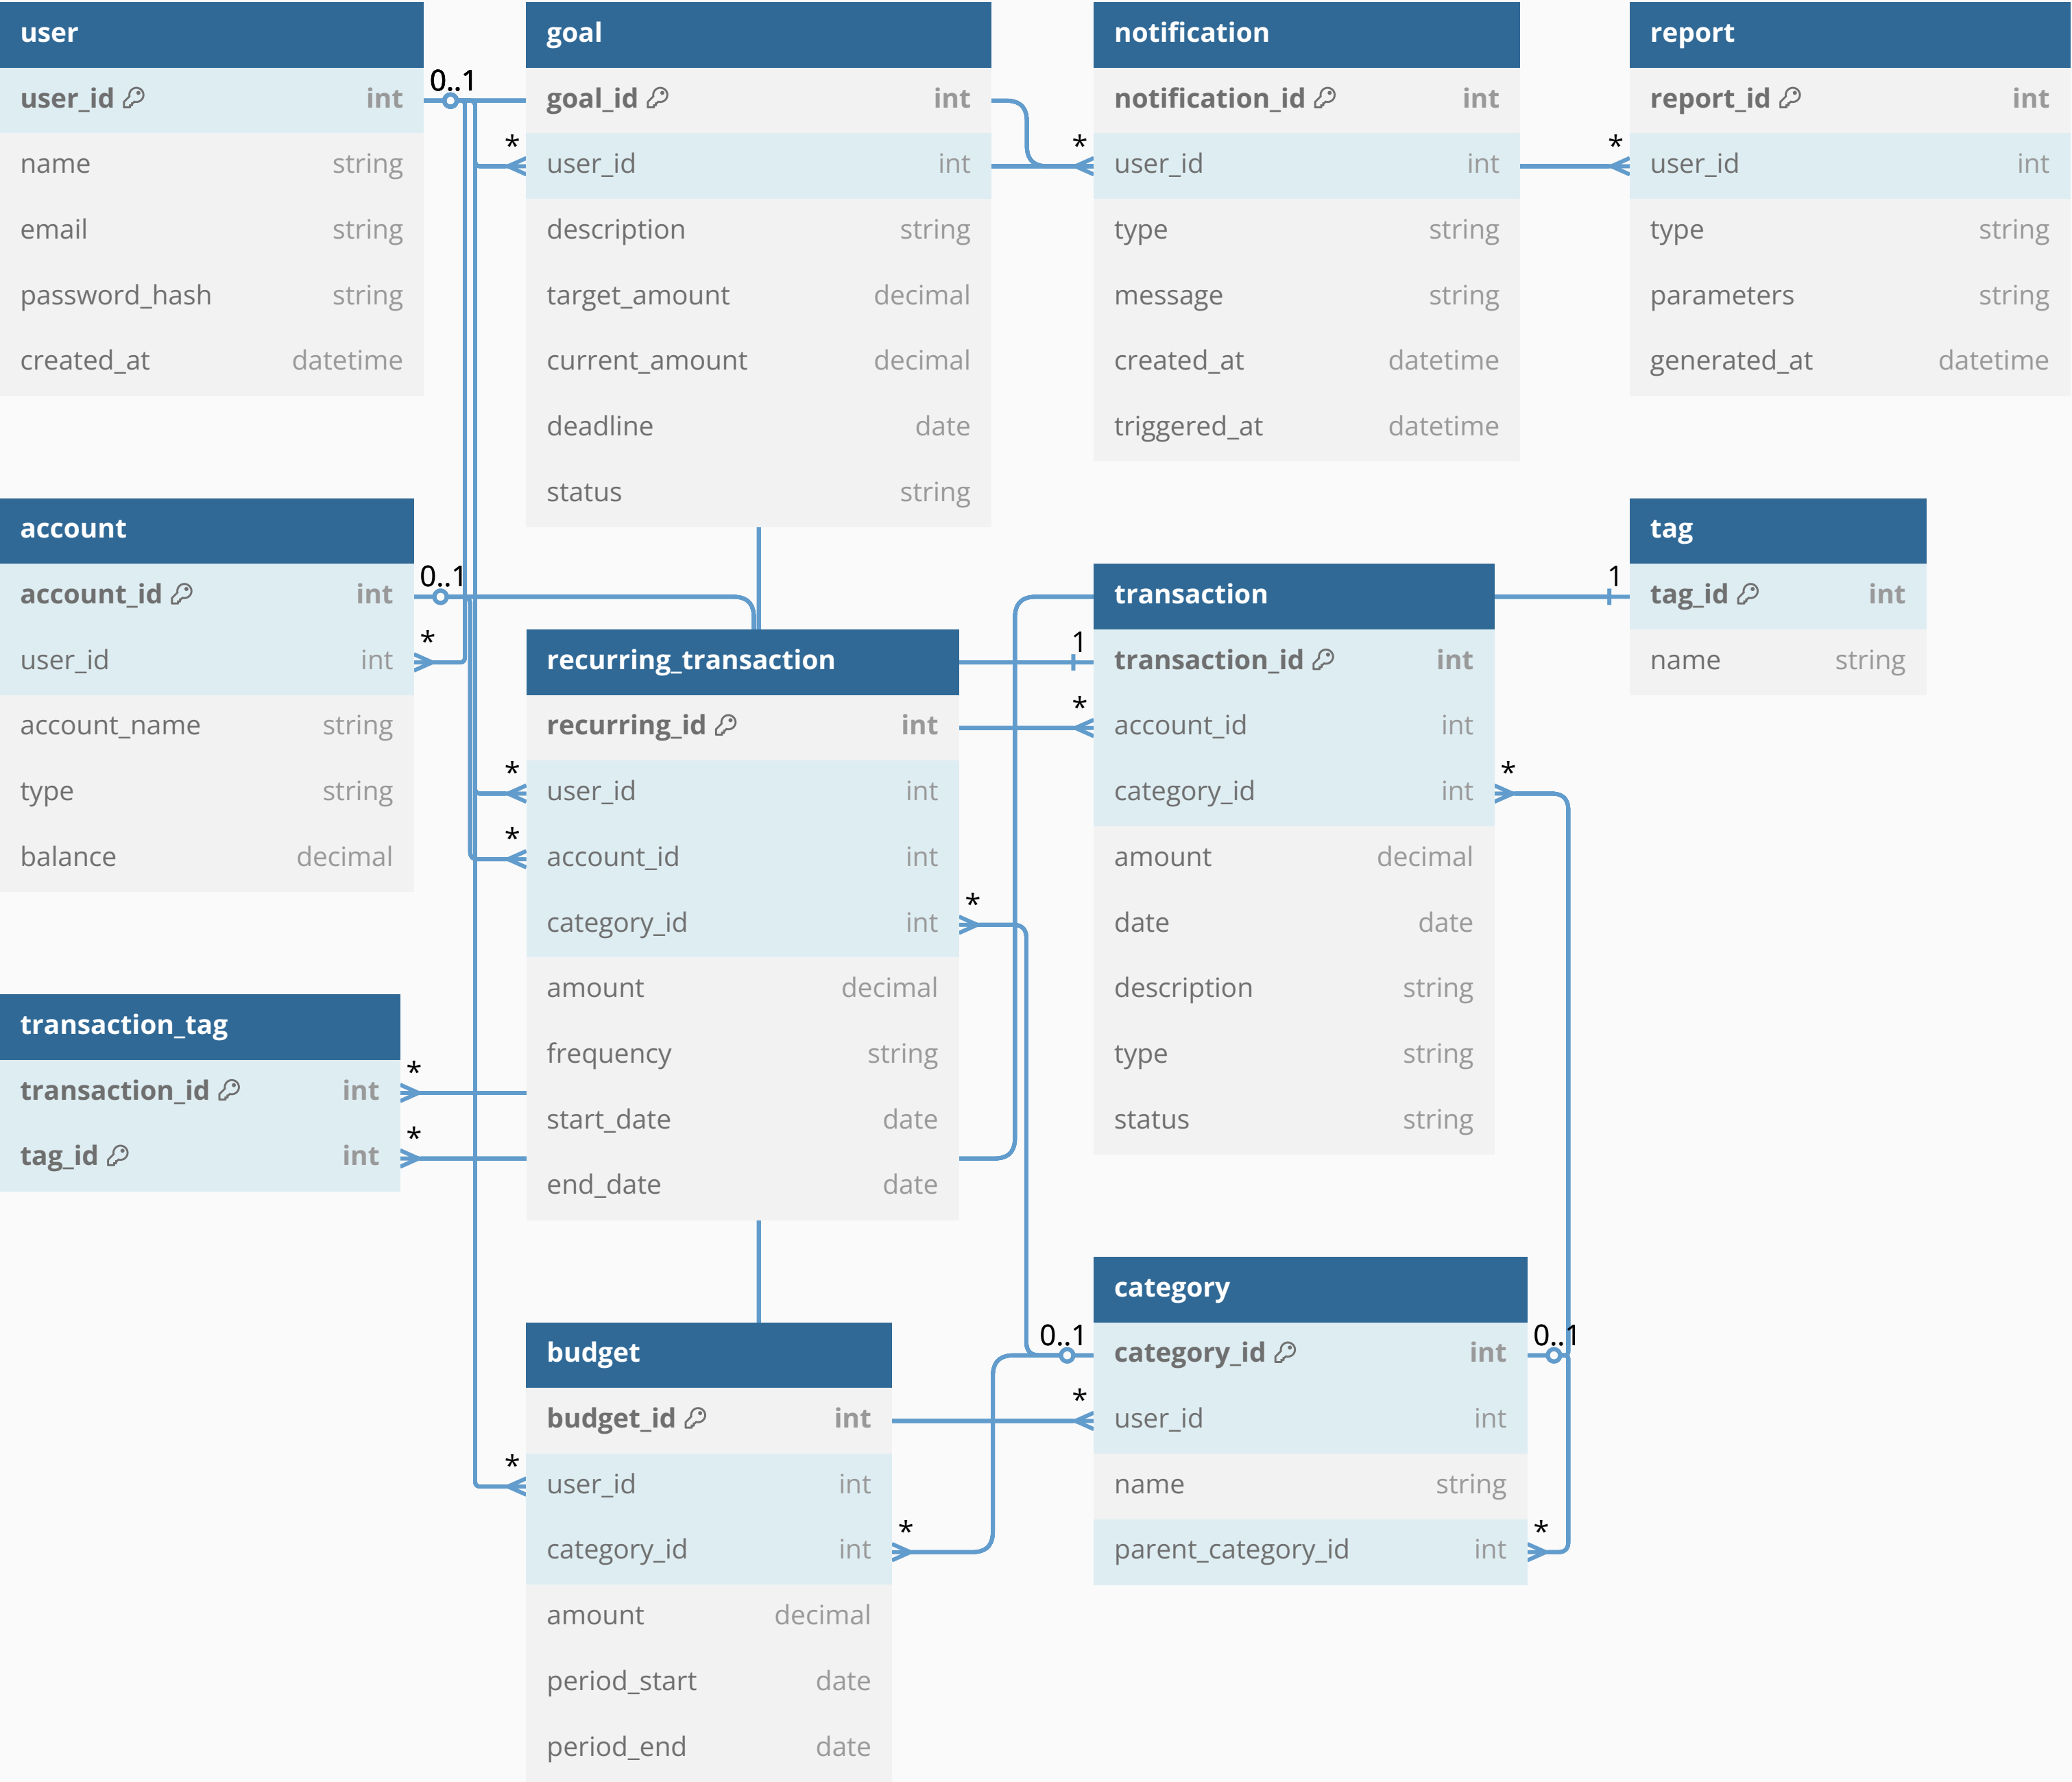 user
user_id int
name string
email string
password_hash string
created_at datetime
0..1
goal
goal_id int
* user_id int
description string
target_amount decimal
current_amount decimal
deadline date
status string
notification
notification_id int
* user_id int
type string
message string
created_at datetime
triggered_at datetime
report
report_id int
* user_id int
type string
parameters string
generated_at datetime
account
account_id int 0..1
user_id int *
account_name string
type string
balance decimal
recurring_transaction
recurring_id int
* user_id int
* account_id int
category_id int *
amount decimal
frequency string
start_date date
end_date date
transaction
1 transaction_id int
* account_id int
category_id int *
amount decimal
date date
description string
type string
status string
tag
1 tag_id int
name string
transaction_tag
transaction_id int *
tag_id int *
budget
budget_id int
* user_id int
category_id int *
amount decimal
period_start date
period_end date
category
0..1 category_id int 0..1
* user_id int
name string
parent_category_id int *